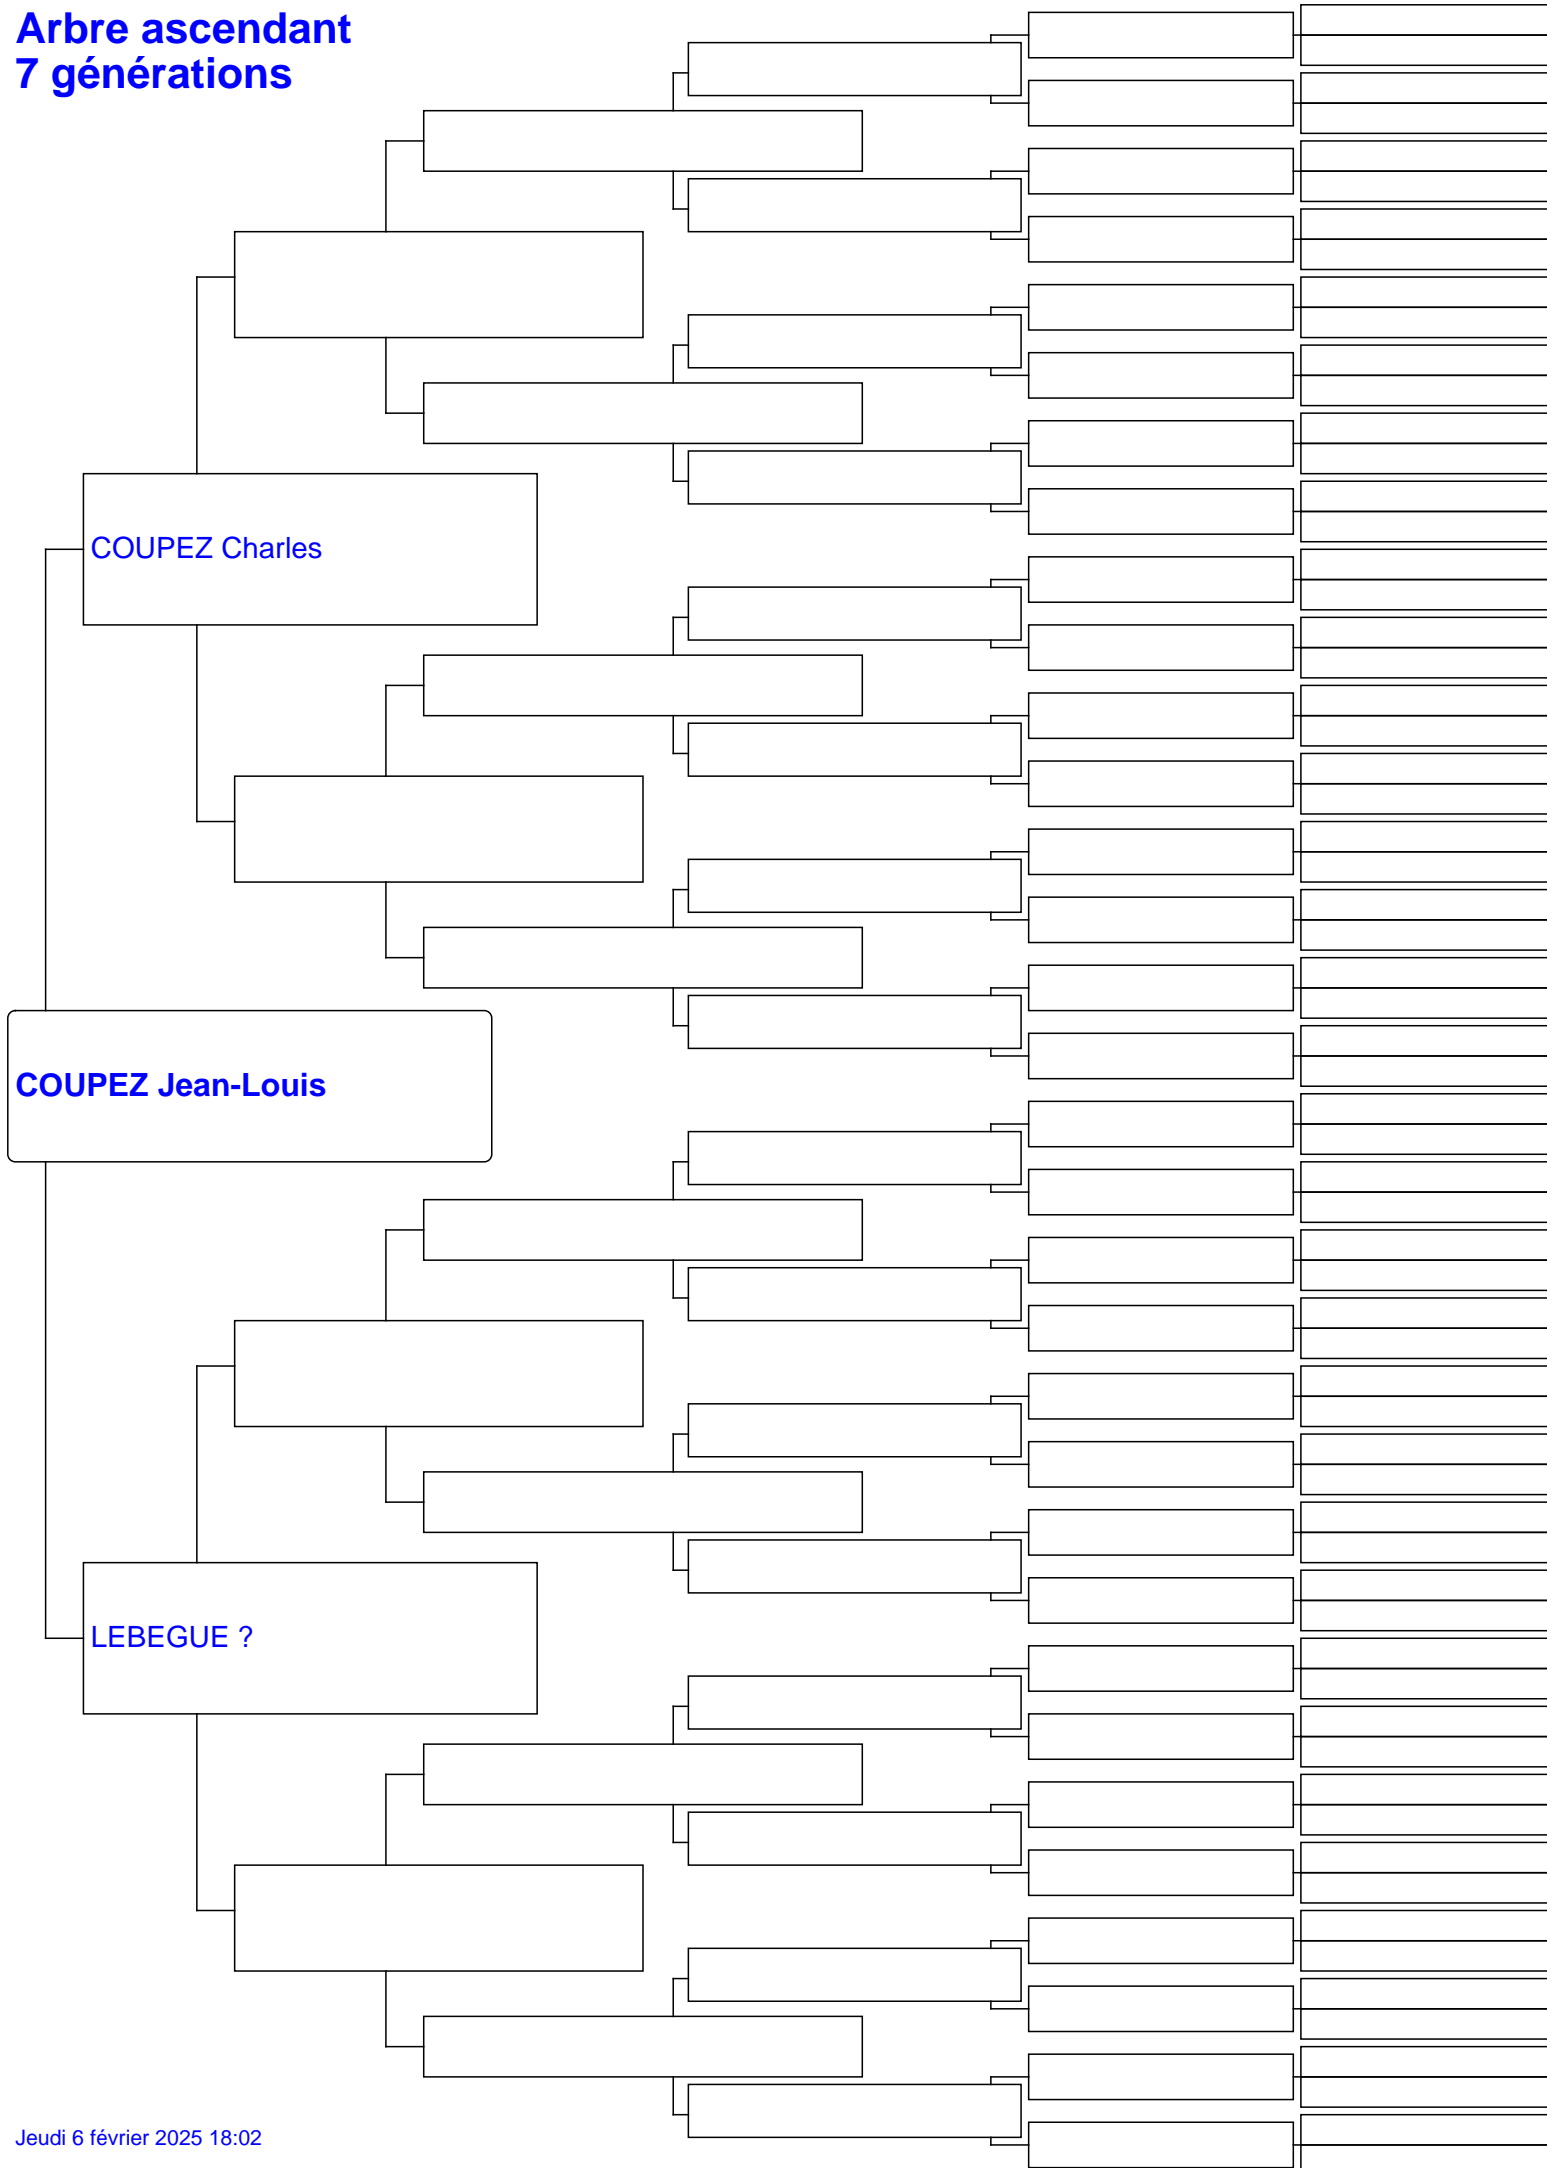 Arbre ascendant
7 générations
COUPEZ Charles
COUPEZ Jean-Louis
LEBEGUE ?
Jeudi 6 février 2025 18:02